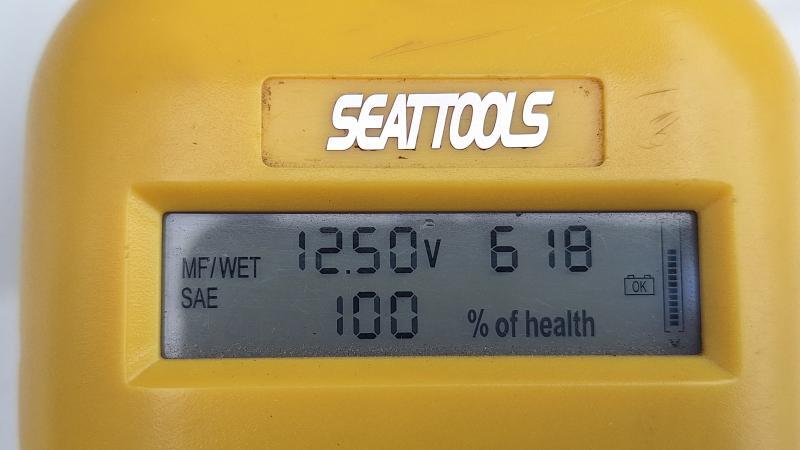 SEATTOOLS
MF/WET 12.50V 618
SAE 100 % of health
OK